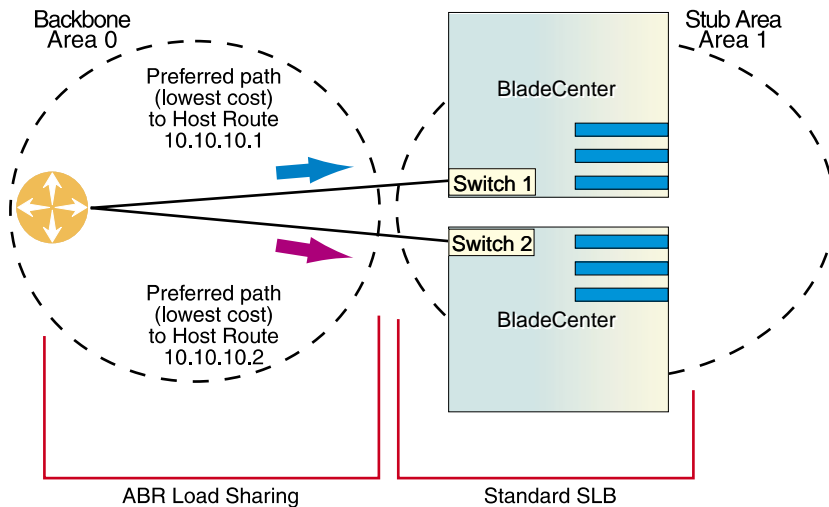 Backbone
Area 0
Stub Area
Area 1
Preferred path
(lowest cost)
to Host Route
10.10.10.1
BladeCenter
Switch 1
Switch 2
BladeCenter
Preferred path
(lowest cost)
to Host Route
10.10.10.2
ABR Load Sharing
Standard SLB